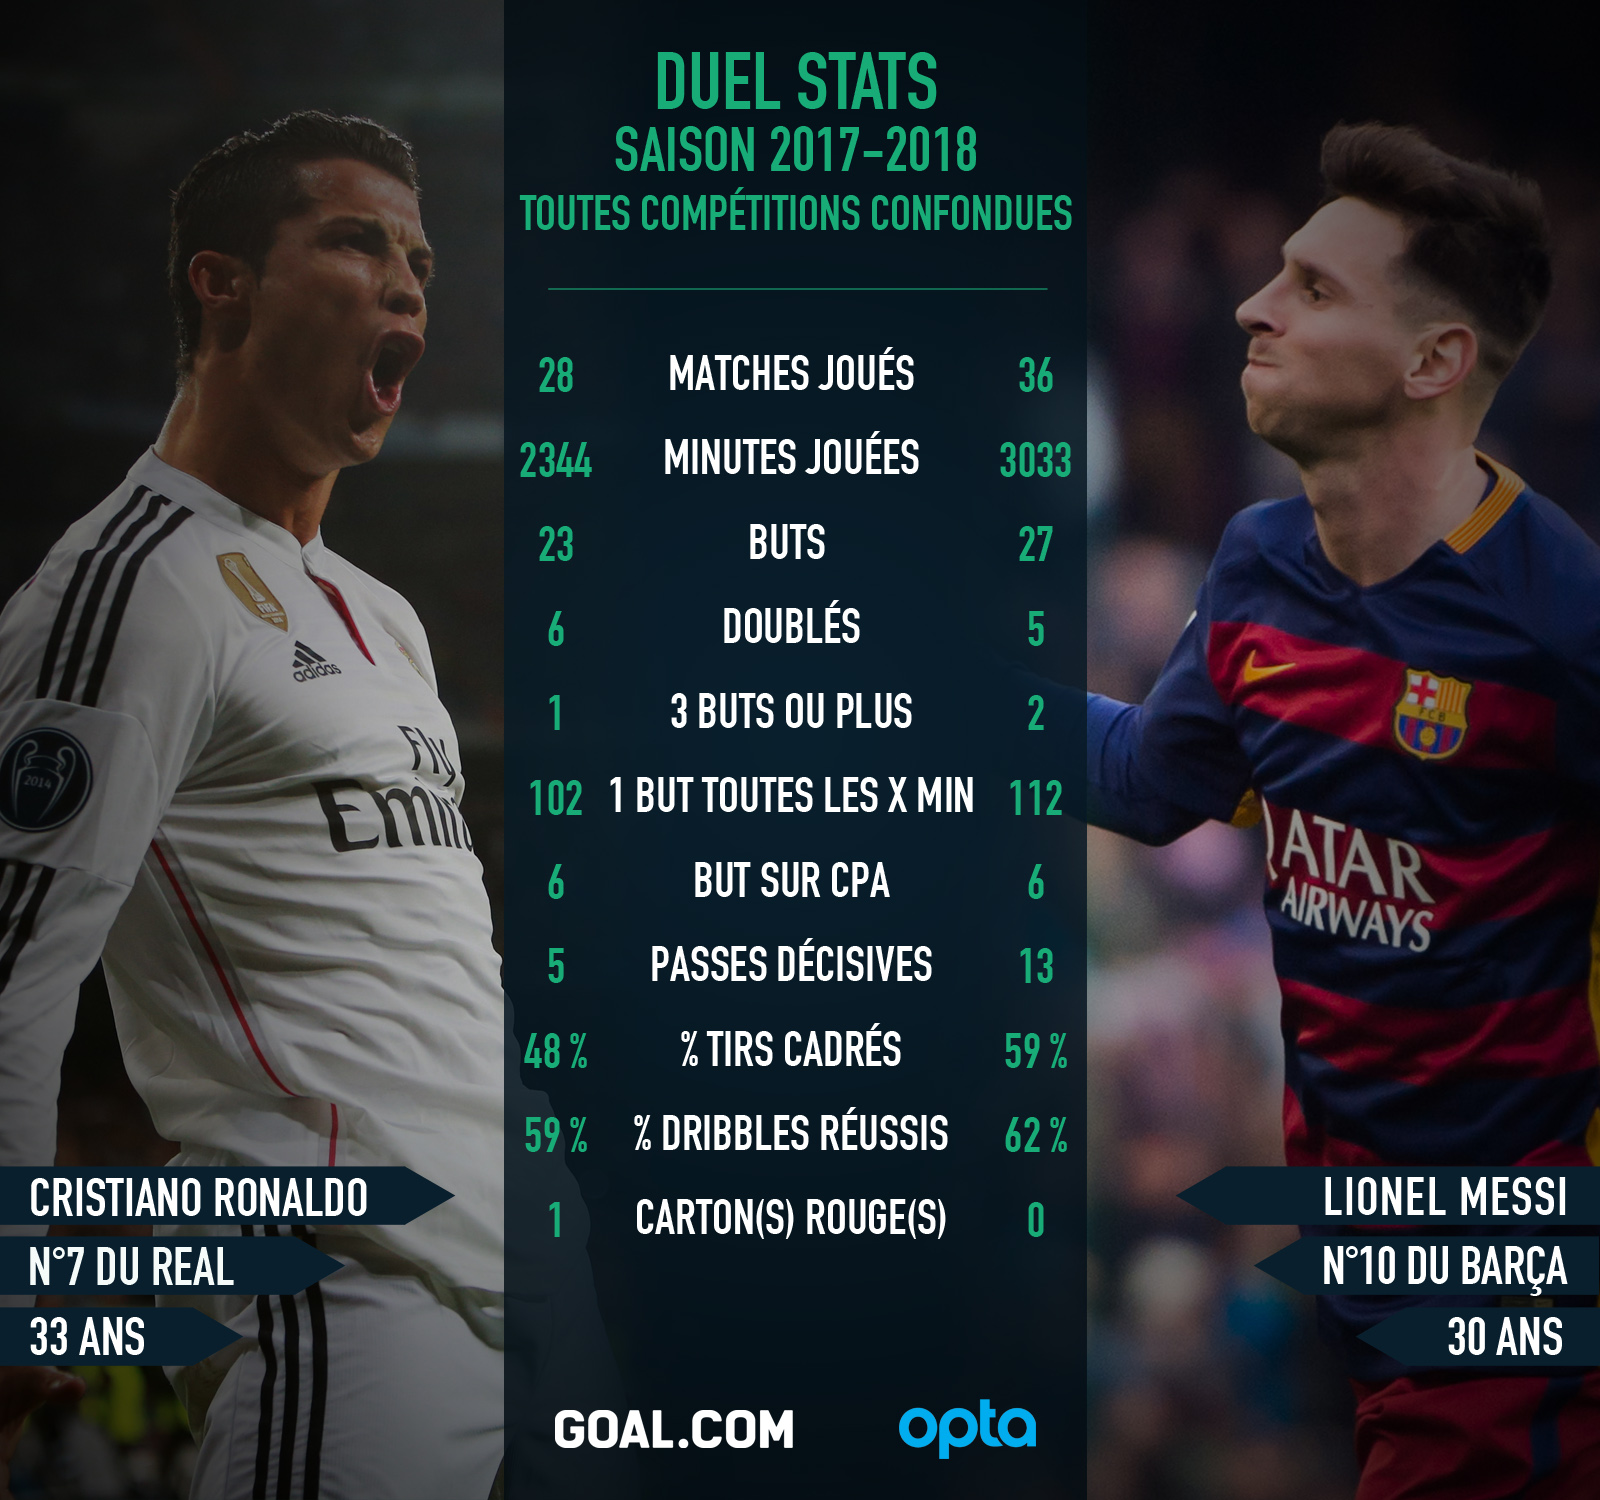 DUEL STATS
SAISON 2017-2018
TOUTES COMPÉTITIONS CONFONDUES
28 MATCHES JOUÉS 36
2344 MINUTES JOUÉES 3033
23 BUTS 27
6 DOUBLÉS 5
1 3 BUTS OU PLUS 2
102 1 BUT TOUTES LES X MIN 112
6 BUT SUR CPA 6
5 PASSES DÉCISIVES 13
48 % % TIRS CADRÉS 59 %
59 % % DRIBBLES RÉUSSIS 62 %
1 CARTON(S) ROUGE(S) 0
CRISTIANO RONALDO
N°7 DU REAL
33 ANS
LIONEL MESSI
N°10 DU BARÇA
30 ANS
GOAL.COM
opta
FIFA
adidas
2014
Fly
Emir
FCB
QATAR
AIRWAYS